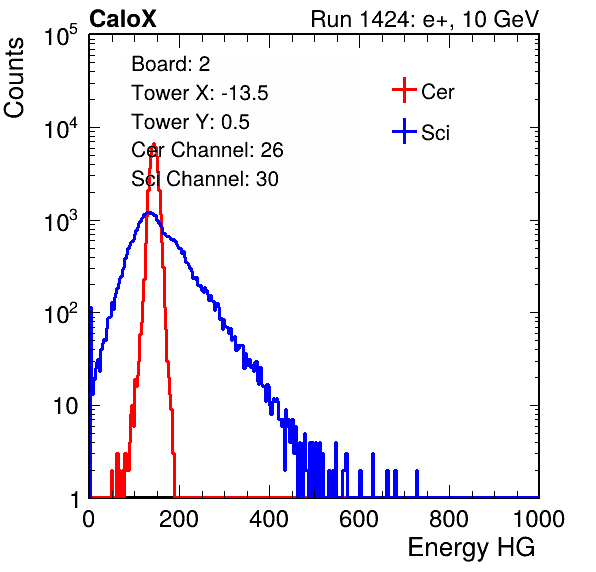 CaloX Run 1424: e+, 10 GeV
Counts
Board: 2
Tower X: -13.5
Tower Y: 0.5
Cer Channel: 26
Sci Channel: 30
Cer
Sci
10^5
10^4
10^3
10^2
10
1
0 200 400 600 800 1000
Energy HG